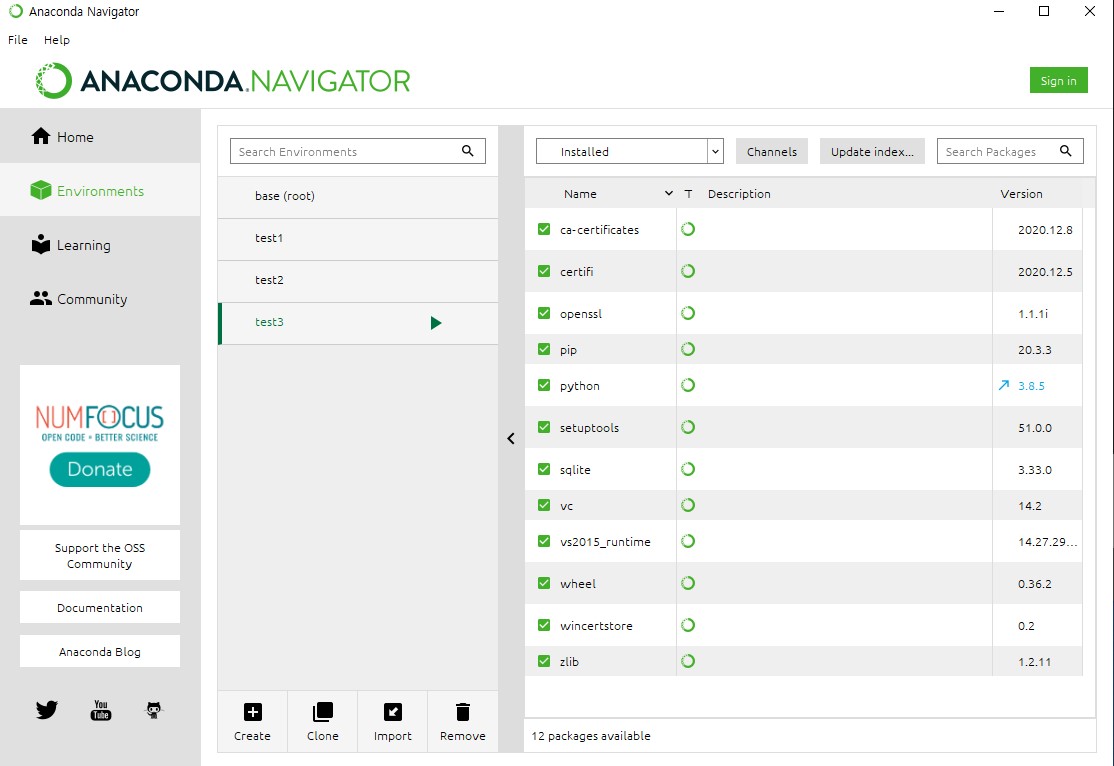 Anaconda Navigator
File Help
ANACONDA.NAVIGATOR
Sign in
Home
Environments
Learning
Community
NUMFOCUS
OPEN CODE = BETTER SCIENCE
Donate
Support the OSS
Community
Documentation
Anaconda Blog
You
Tube
Search Environments
base (root)
test1
test2
test3
Create Clone Import Remove
Installed Channels Update index... Search Packages
Name T Description Version
ca-certificates 2020.12.8
certifi 2020.12.5
openssl 1.1.1i
pip 20.3.3
python 3.8.5
setuptools 51.0.0
sqlite 3.33.0
vc 14.2
vs2015_runtime 14.27.29...
wheel 0.36.2
wincertstore 0.2
zlib 1.2.11
12 packages available